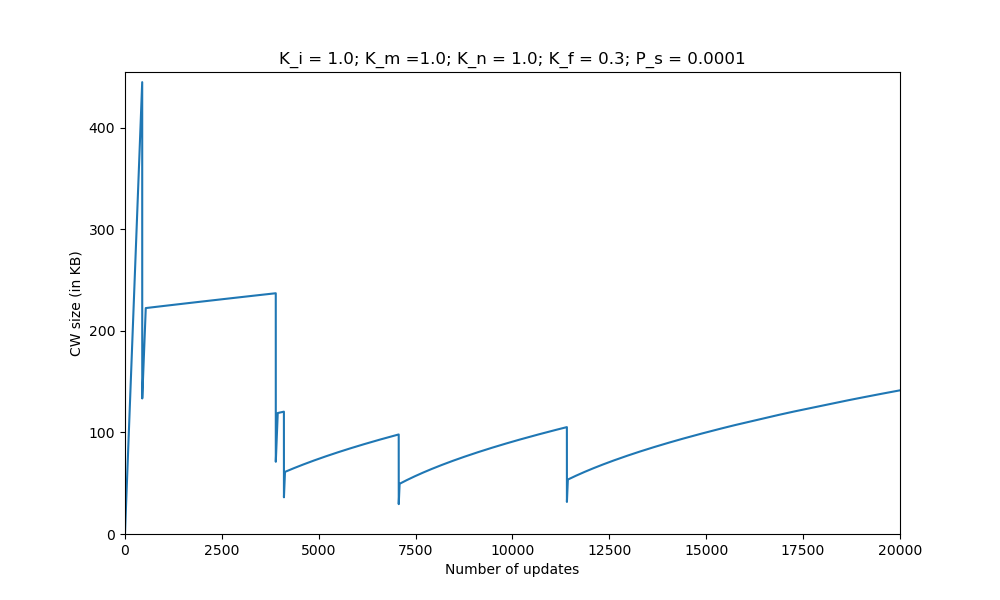 K_i = 1.0; K_m =1.0; K_n = 1.0; K_f = 0.3; P_s = 0.0001
CW size (in KB)
400
300
200
100
0
0 2500 5000 7500 10000 12500 15000 17500 20000
Number of updates